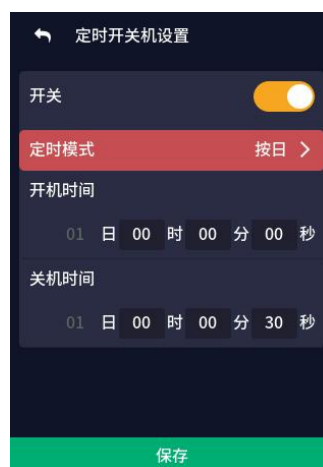 定时开关机设置
开关
定时模式 按日
开机时间
01 日 00 时 00 分 00 秒
关机时间
01 日 00 时 00 分 30 秒
保存